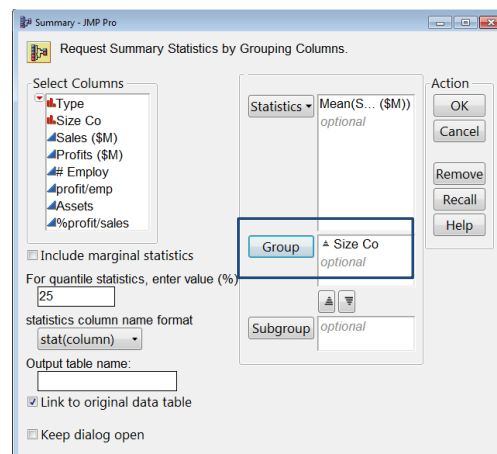 Summary - JMP Pro
Request Summary Statistics by Grouping Columns.
Select Columns
Type
Size Co
Sales ($M)
Profits ($M)
# Employ
profit/emp
Assets
%profit/sales
Include marginal statistics
For quantile statistics, enter value (%)
25
statistics column name format
stat(column)
Output table name:
Link to original data table
Keep dialog open
Statistics
Mean(S... ($M))
optional
Group
Size Co
optional
Subgroup
optional
Action
OK
Cancel
Remove
Recall
Help